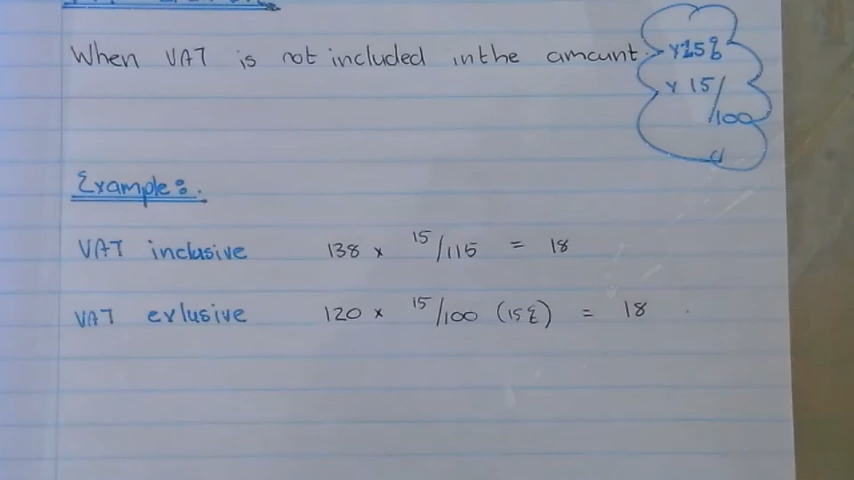 When VAT is not included in the amount:- x15%
x 15/100
Example:.
VAT inclusive 138 x 15/115 = 18
VAT exlusive 120 x 15/100 (15%) = 18